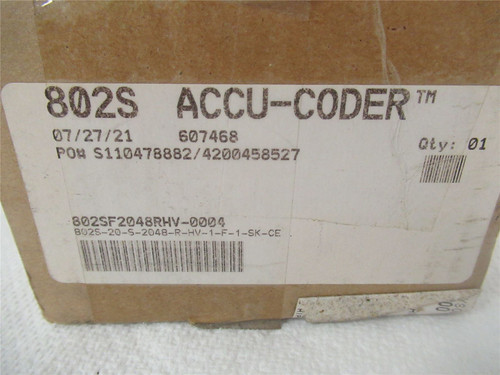 802S ACCU-CODER™
07/27/21 607468
PO# S110478882/4200458527
Qty: 01
802SF2048RHV-0004
802S-20-S-2048-R-HV-1-F-1-SK-CE